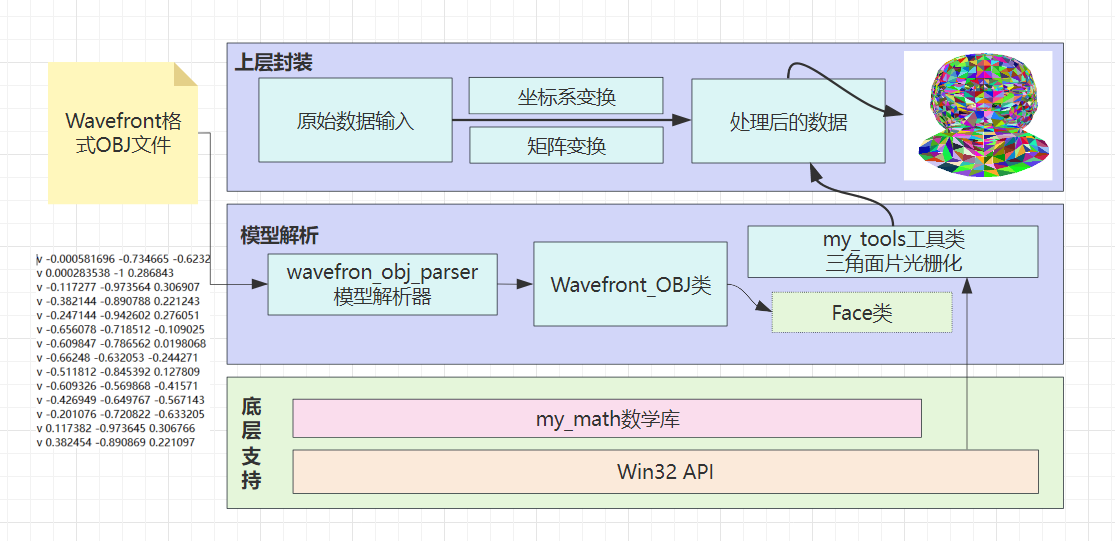 上层封装
原始数据输入
坐标系变换
矩阵变换
处理后的数据
Wavefront格
式OBJ文件
模型解析
wavefron_obj_parser
模型解析器
Wavefront_OBJ类
my_tools工具类
三角面片光栅化
Face类
v -0.000581696 -0.734665 -0.6232
v 0.000283538 -1 0.286843
v -0.117277 -0.973564 0.306907
v -0.382144 -0.890788 0.221243
v -0.247144 -0.942602 0.276051
v -0.656078 -0.718512 -0.109025
v -0.609847 -0.786562 0.0198068
v -0.66248 -0.632053 -0.244271
v -0.511812 -0.845392 0.127809
v -0.609326 -0.569868 -0.41571
v -0.426949 -0.649767 -0.567143
v -0.201076 -0.720822 -0.633205
v 0.117382 -0.973645 0.306766
v 0.382454 -0.890869 0.221097
底
层
支
持
my_math数学库
Win32 API